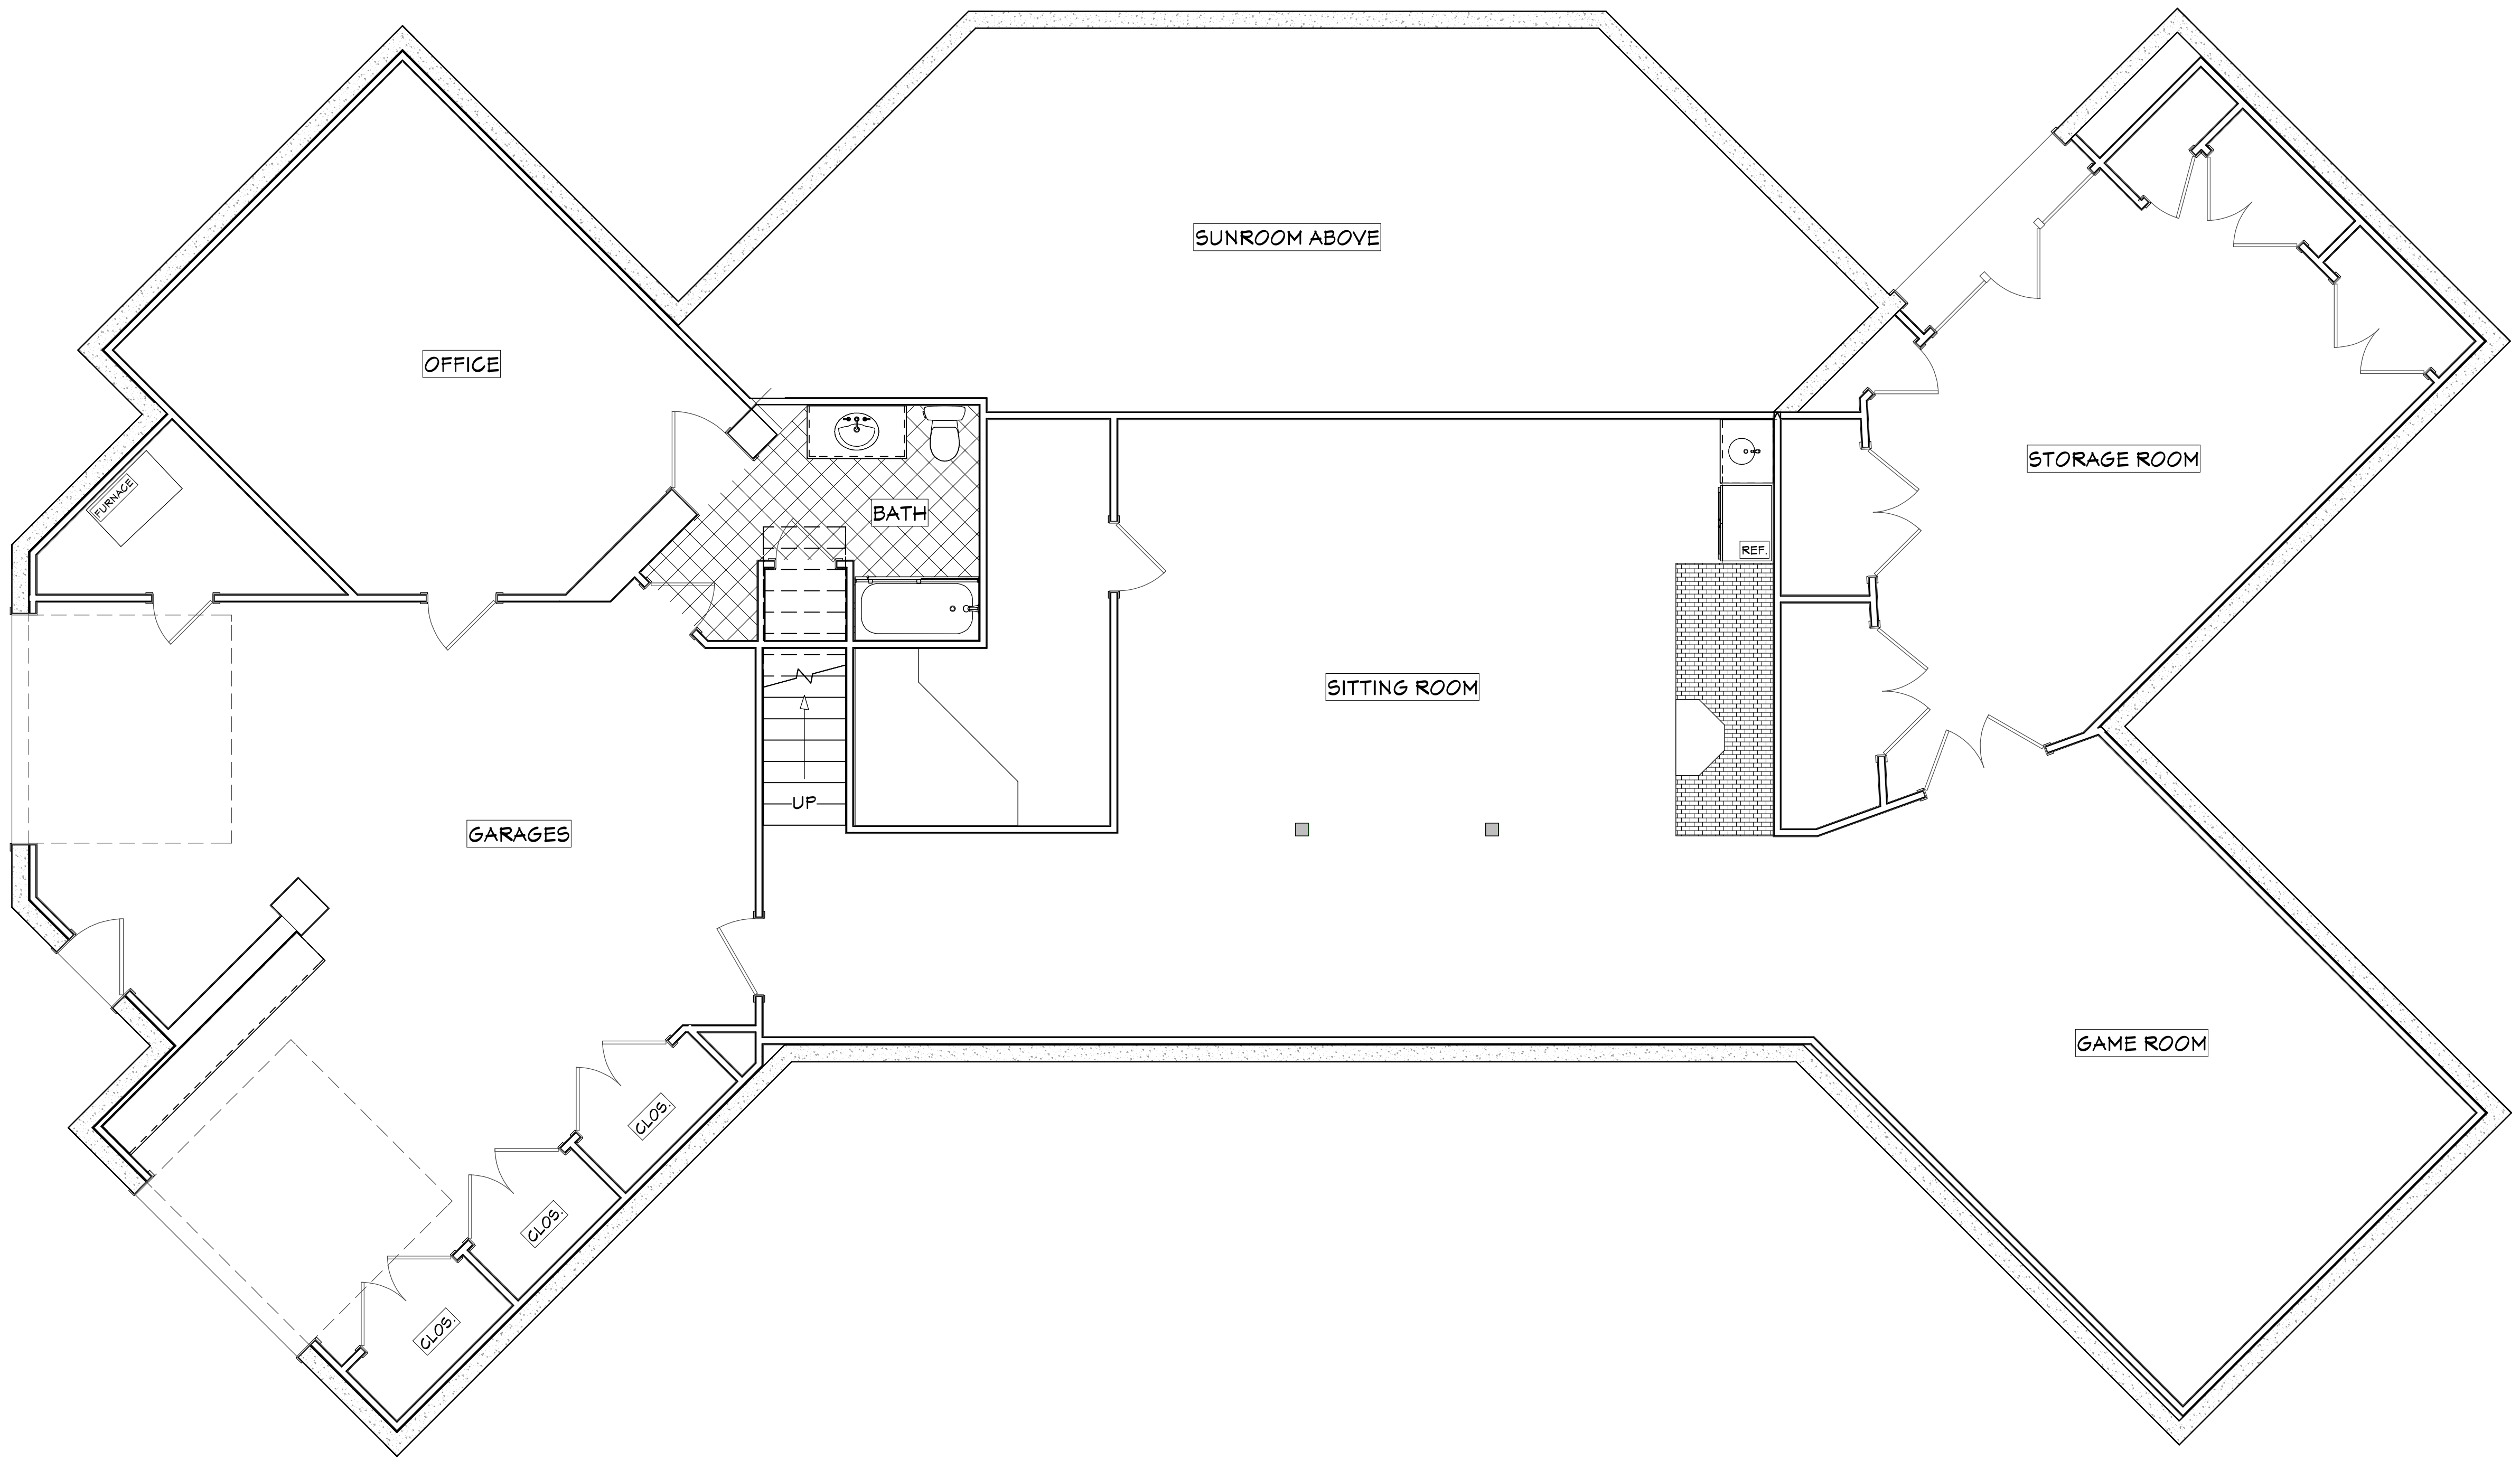 SUNROOM ABOVE
OFFICE
STORAGE ROOM
FURNACE
BATH
REF.
SITTING ROOM
UP
GARAGES
GAME ROOM
CLOS.
CLOS.
CLOS.